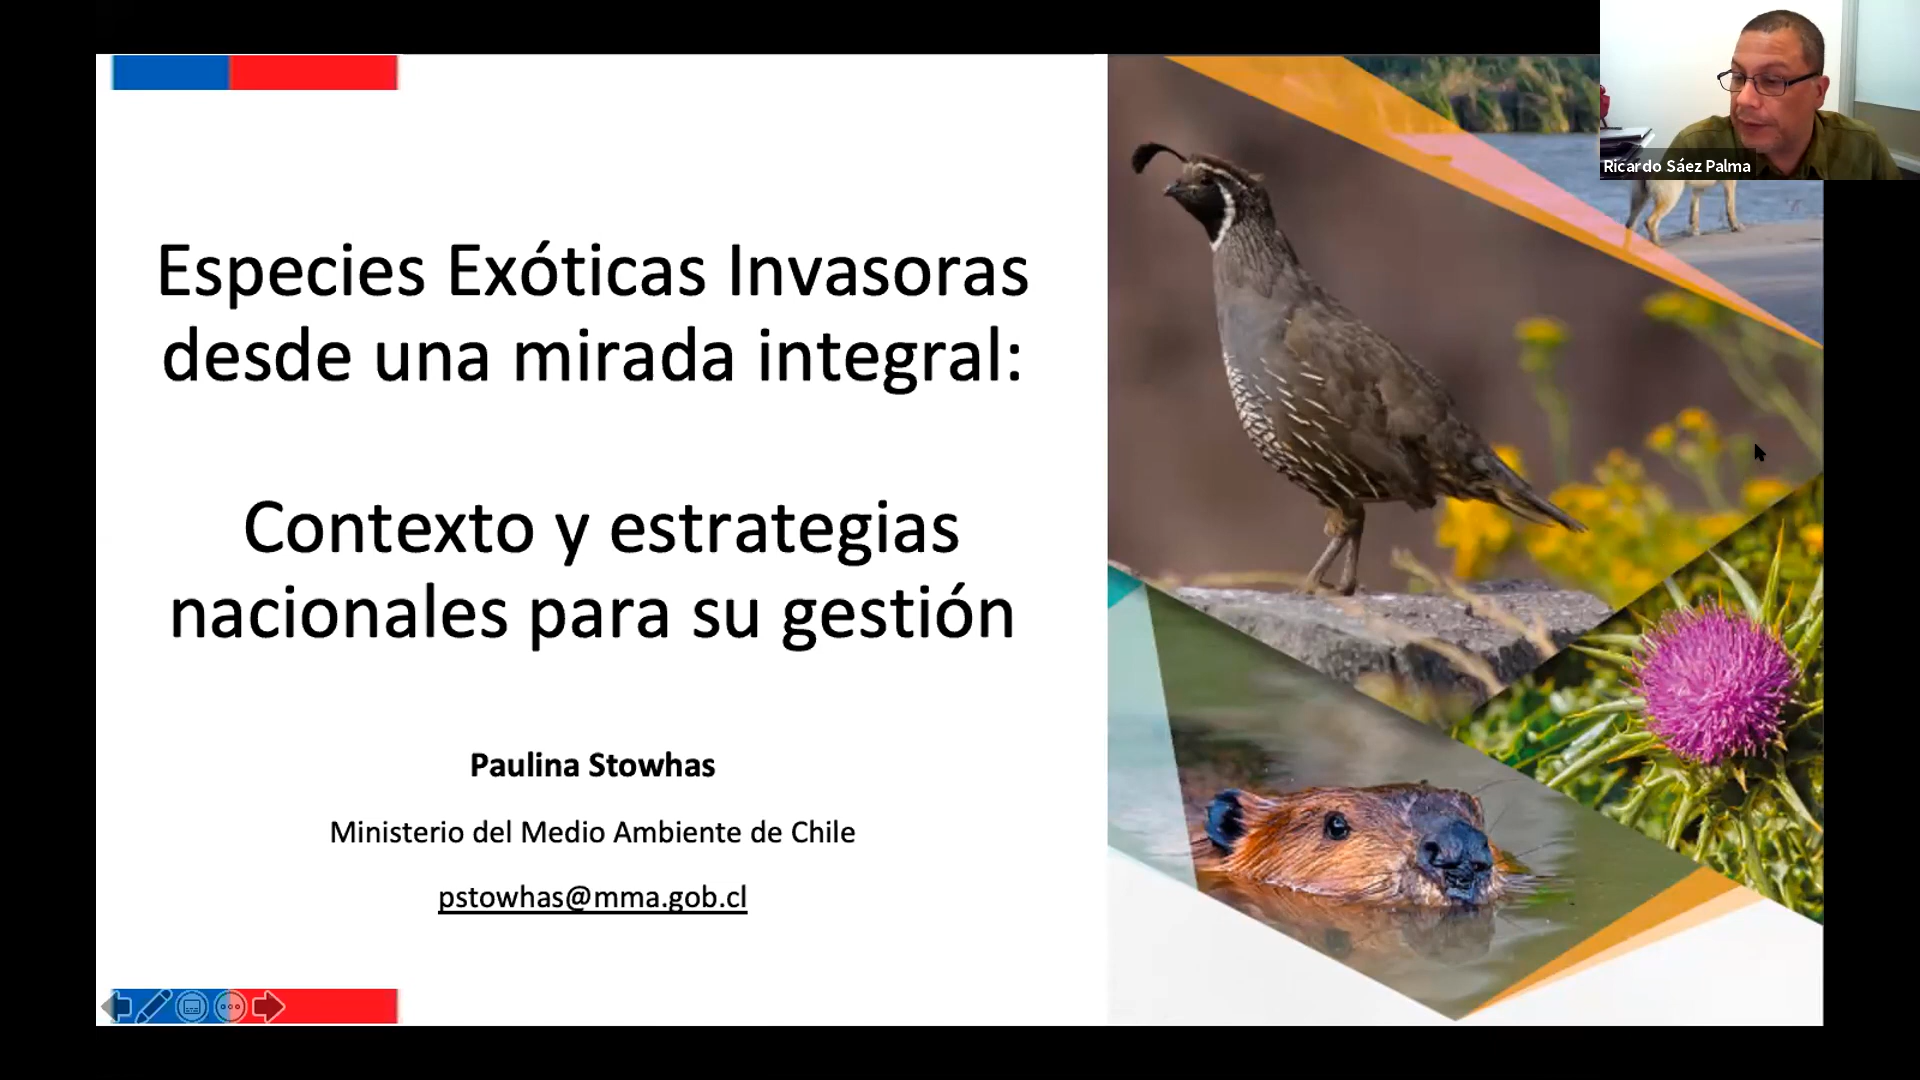 Especies Exóticas Invasoras
desde una mirada integral:
Contexto y estrategias
nacionales para su gestión
Paulina Stowhas
Ministerio del Medio Ambiente de Chile
pstowhas@mma.gob.cl
Ricardo Sáez Palma